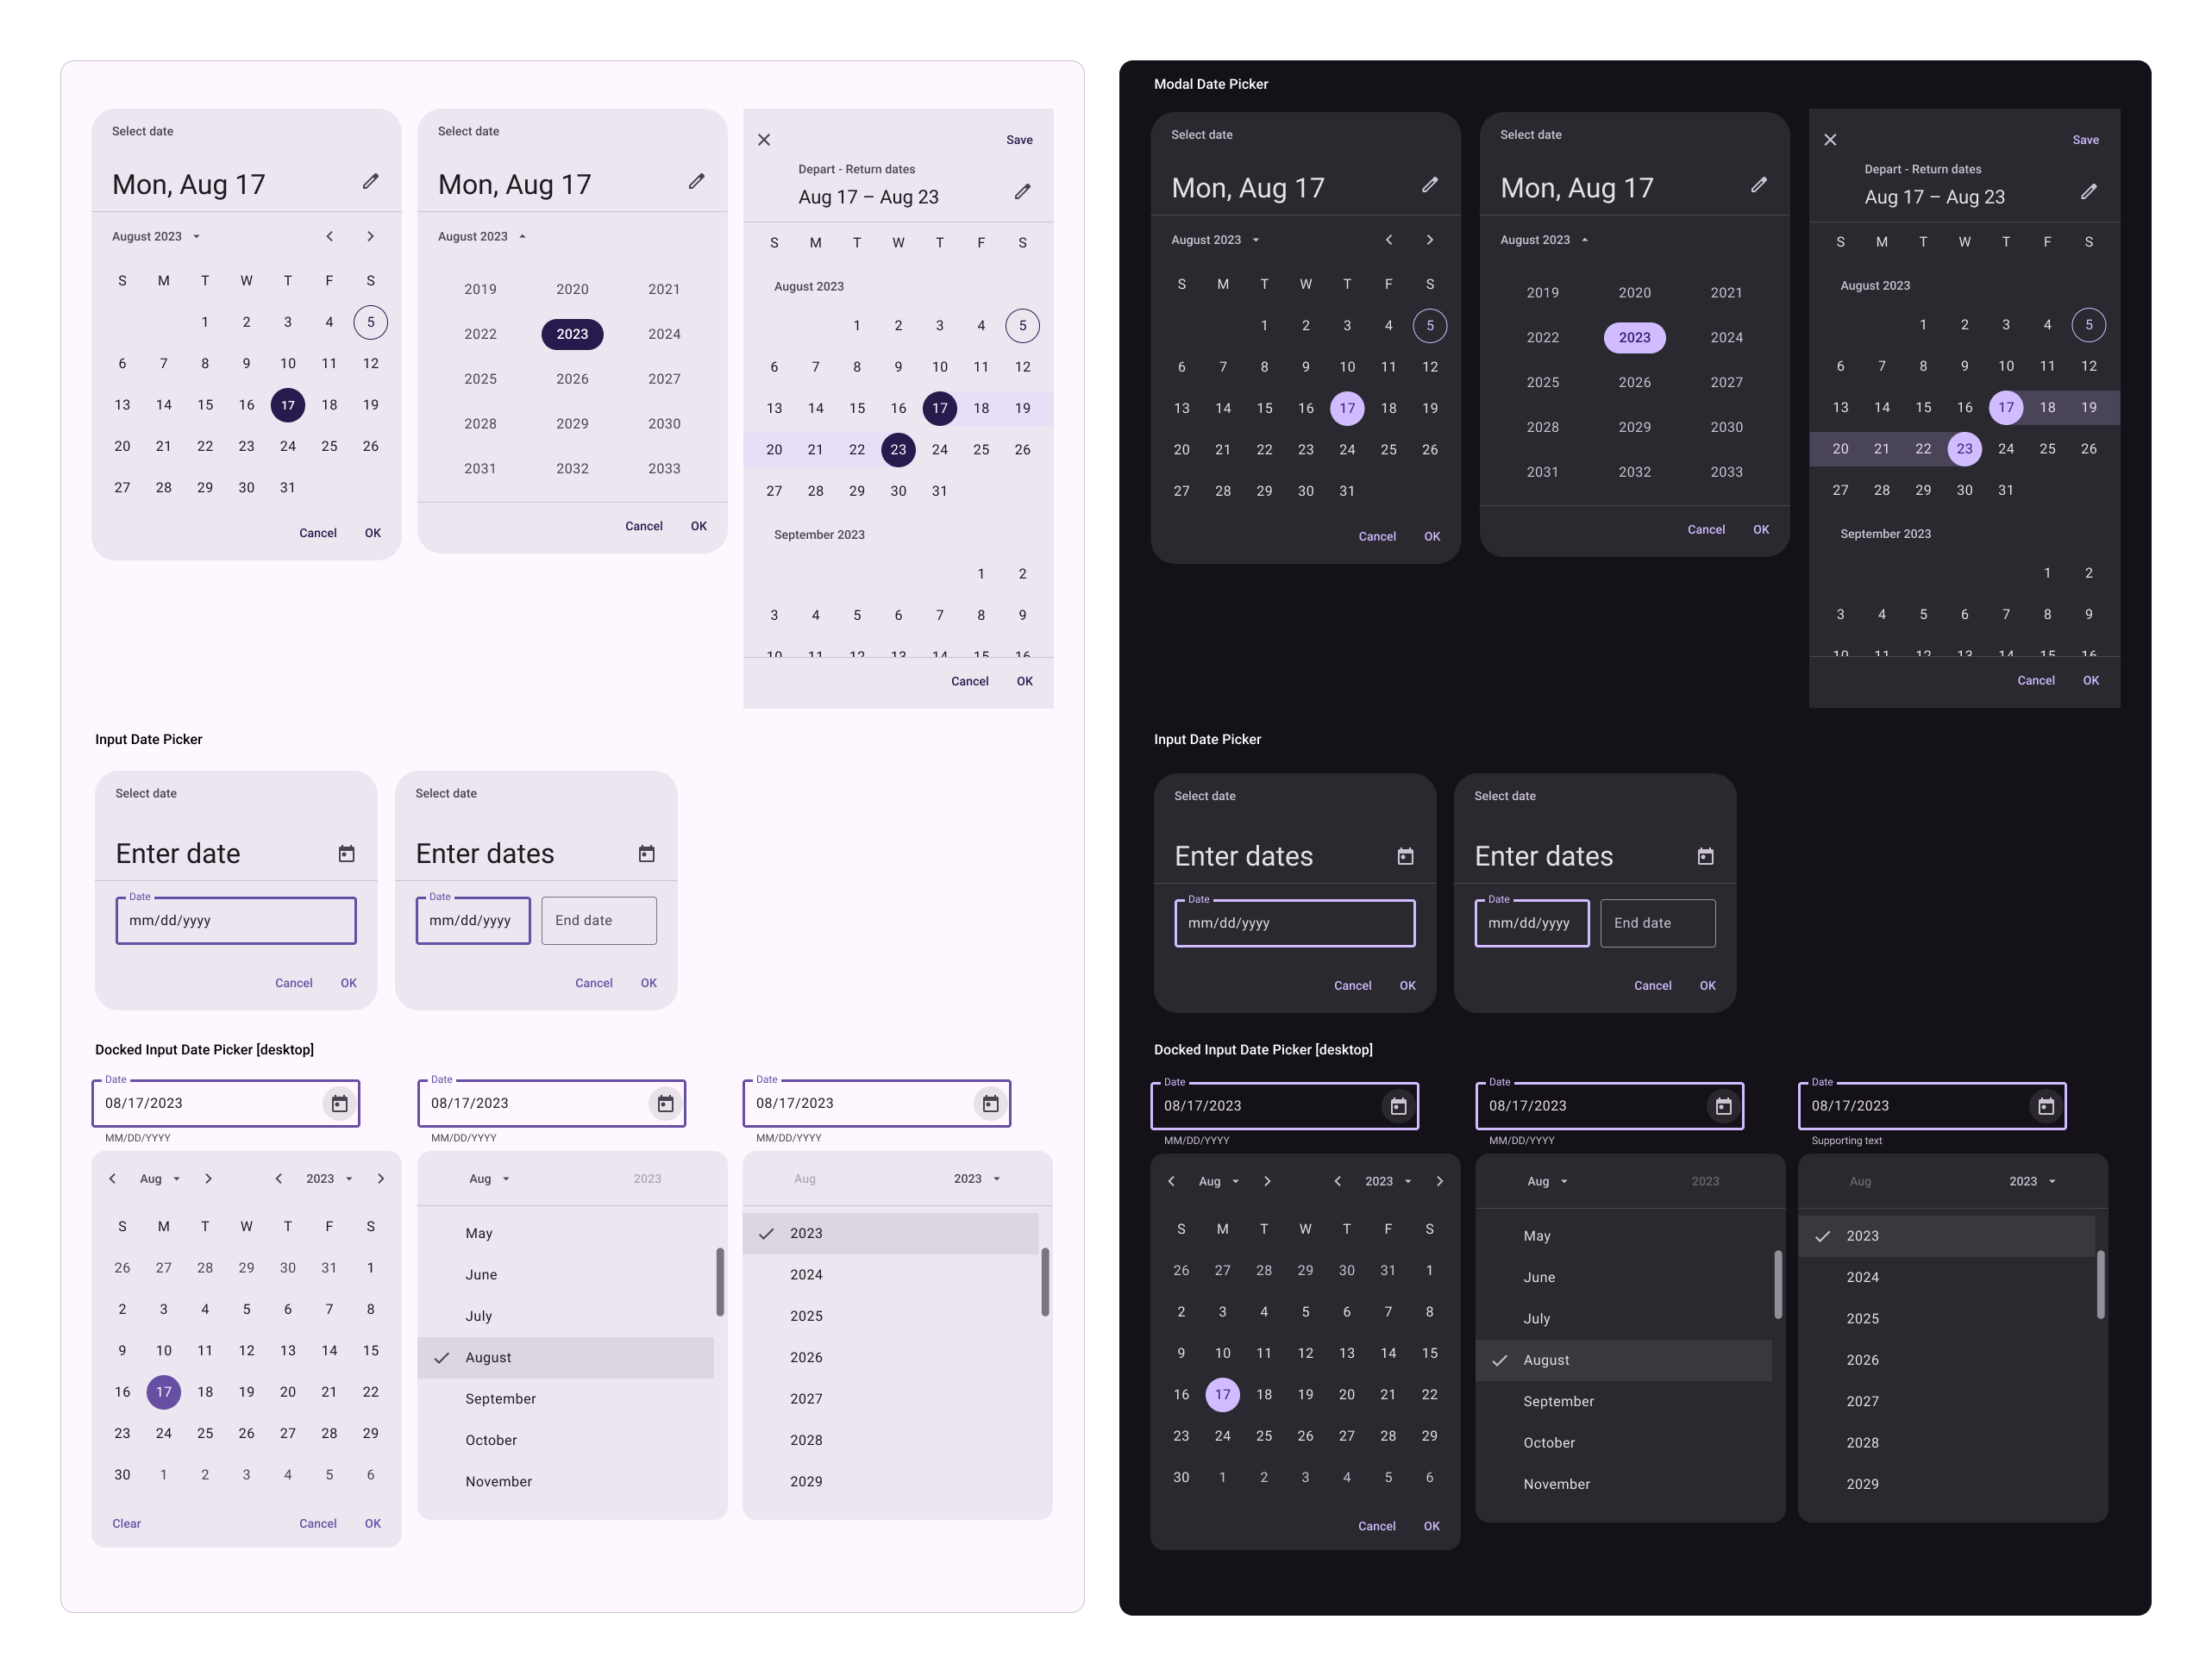 Select date
Mon, Aug 17
August 2023
S M T W T F S
1 2 3 4 5
6 7 8 9 10 11 12
13 14 15 16 17 18 19
20 21 22 23 24 25 26
27 28 29 30 31
Cancel OK
Select date
Mon, Aug 17
August 2023
2019 2020 2021
2022 2023 2024
2025 2026 2027
2028 2029 2030
2031 2032 2033
Cancel OK
Save
Depart - Return dates
Aug 17 – Aug 23
S M T W T F S
August 2023
1 2 3 4 5
6 7 8 9 10 11 12
13 14 15 16 17 18 19
20 21 22 23 24 25 26
27 28 29 30 31
September 2023
1 2
3 4 5 6 7 8 9
10 11 12 13 14 15 16
Cancel OK
Input Date Picker
Select date
Enter date
Date
mm/dd/yyyy
Cancel OK
Select date
Enter dates
Date
mm/dd/yyyy End date
Cancel OK
Docked Input Date Picker [desktop]
Date
08/17/2023
MM/DD/YYYY
Aug 2023
S M T W T F S
26 27 28 29 30 31 1
2 3 4 5 6 7 8
9 10 11 12 13 14 15
16 17 18 19 20 21 22
23 24 25 26 27 28 29
30 1 2 3 4 5 6
Clear Cancel OK
Date
08/17/2023
MM/DD/YYYY
Aug 2023
May
June
July
August
September
October
November
Date
08/17/2023
MM/DD/YYYY
Aug 2023
2023
2024
2025
2026
2027
2028
2029
Modal Date Picker
Select date
Mon, Aug 17
August 2023
S M T W T F S
1 2 3 4 5
6 7 8 9 10 11 12
13 14 15 16 17 18 19
20 21 22 23 24 25 26
27 28 29 30 31
Cancel OK
Select date
Mon, Aug 17
August 2023
2019 2020 2021
2022 2023 2024
2025 2026 2027
2028 2029 2030
2031 2032 2033
Cancel OK
Save
Depart - Return dates
Aug 17 – Aug 23
S M T W T F S
August 2023
1 2 3 4 5
6 7 8 9 10 11 12
13 14 15 16 17 18 19
20 21 22 23 24 25 26
27 28 29 30 31
September 2023
1 2
3 4 5 6 7 8 9
10 11 12 13 14 15 16
Cancel OK
Input Date Picker
Select date
Enter dates
Date
mm/dd/yyyy
Cancel OK
Select date
Enter dates
Date
mm/dd/yyyy End date
Cancel OK
Docked Input Date Picker [desktop]
Date
08/17/2023
MM/DD/YYYY
Aug 2023
S M T W T F S
26 27 28 29 30 31 1
2 3 4 5 6 7 8
9 10 11 12 13 14 15
16 17 18 19 20 21 22
23 24 25 26 27 28 29
30 1 2 3 4 5 6
Cancel OK
Date
08/17/2023
MM/DD/YYYY
Aug 2023
May
June
July
August
September
October
November
Date
08/17/2023
Supporting text
Aug 2023
2023
2024
2025
2026
2027
2028
2029